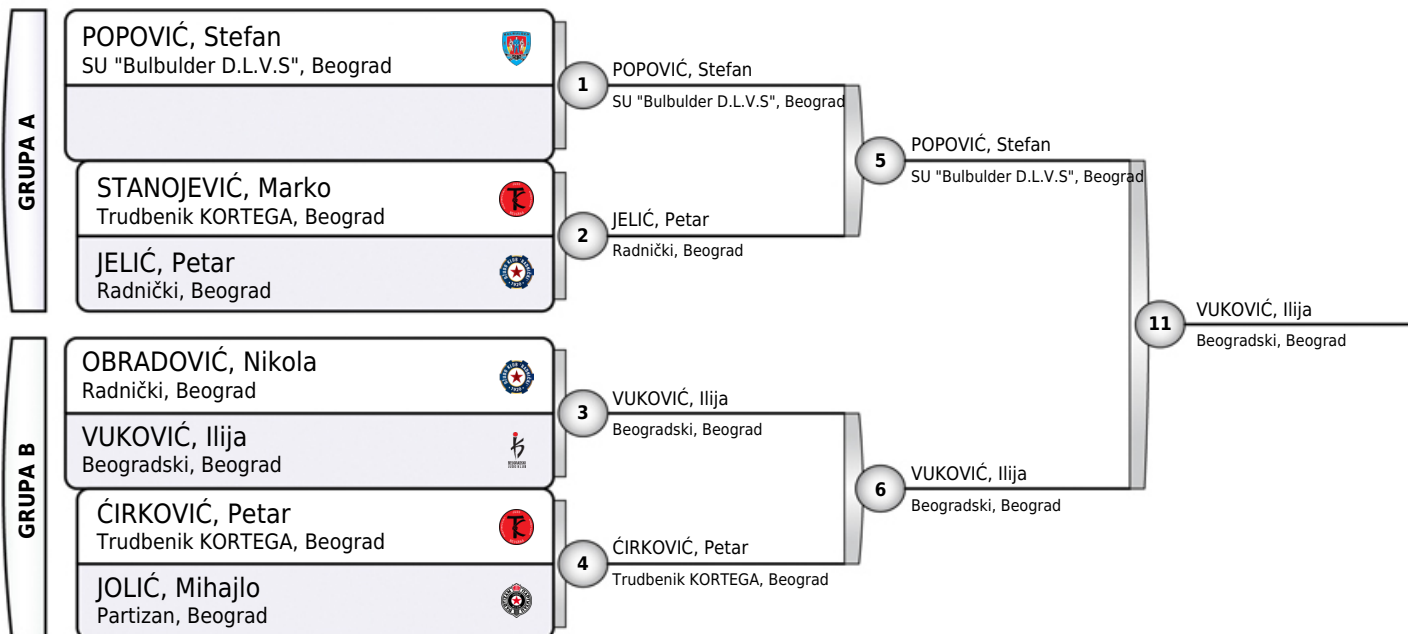 GRUPA A
POPOVIĆ, Stefan
SU "Bulbulder D.L.V.S", Beograd
STANOJEVIĆ, Marko
Trudbenik KORTEGA, Beograd
JELIĆ, Petar
Radnički, Beograd
GRUPA B
OBRADOVIĆ, Nikola
Radnički, Beograd
VUKOVIĆ, Ilija
Beogradski, Beograd
ĆIRKOVIĆ, Petar
Trudbenik KORTEGA, Beograd
JOLIĆ, Mihajlo
Partizan, Beograd
1
POPOVIĆ, Stefan
SU "Bulbulder D.L.V.S", Beograd
2
JELIĆ, Petar
Radnički, Beograd
3
VUKOVIĆ, Ilija
Beogradski, Beograd
4
ĆIRKOVIĆ, Petar
Trudbenik KORTEGA, Beograd
5
POPOVIĆ, Stefan
SU "Bulbulder D.L.V.S", Beograd
6
VUKOVIĆ, Ilija
Beogradski, Beograd
11
VUKOVIĆ, Ilija
Beogradski, Beograd